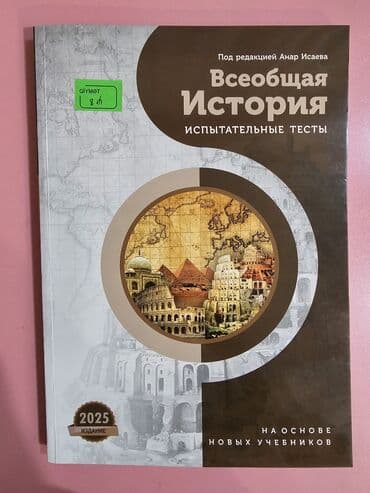 Под редакцией Анар Исаева
Всеобщая
История
ИСПЫТАТЕЛЬНЫЕ ТЕСТЫ
QİYMƏT
8 ₼
2025
ИЗДАНИЕ
НА ОСНОВЕ
НОВЫХ УЧЕБНИКОВ